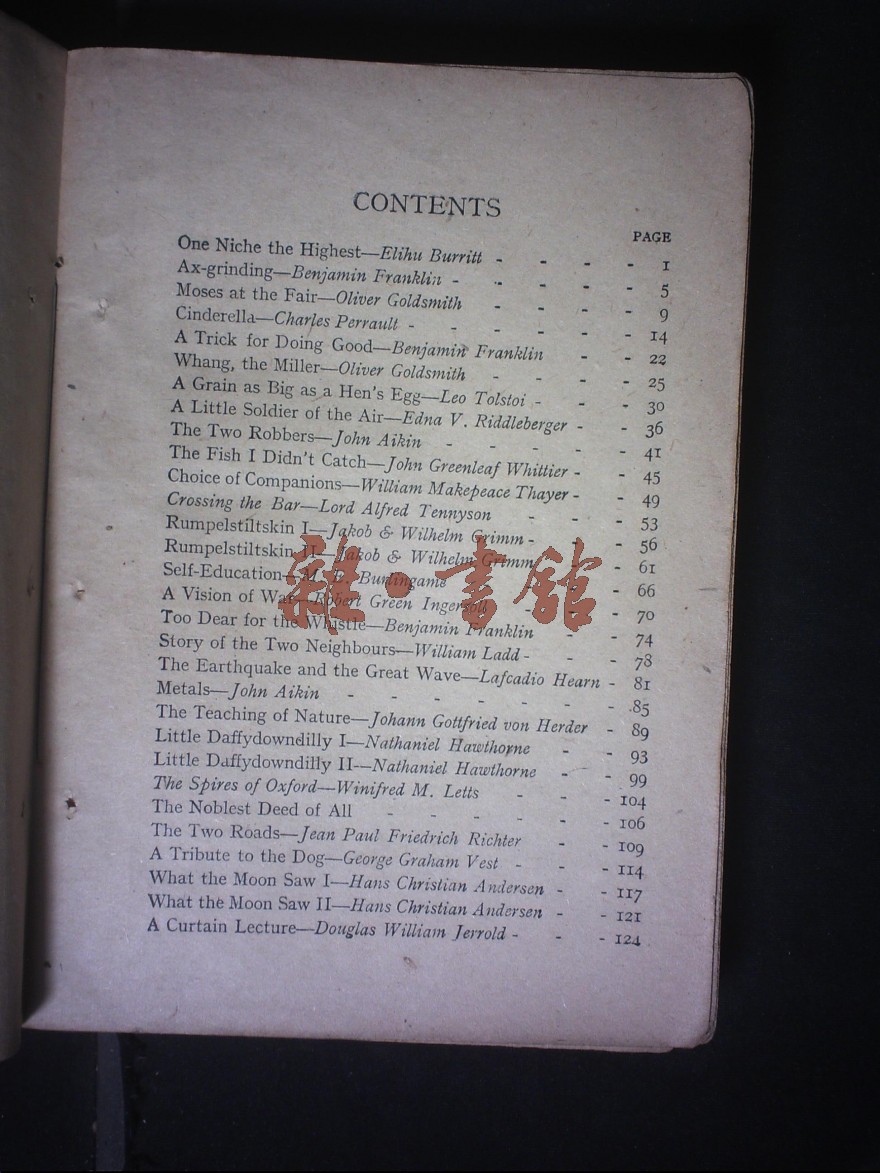 CONTENTS
PAGE
One Niche the Highest—Elihu Burritt - - - - 1
Ax-grinding—Benjamin Franklin - - - - - 5
Moses at the Fair—Oliver Goldsmith - - - - 9
Cinderella—Charles Perrault - - - - - - 14
A Trick for Doing Good—Benjamin Franklin - - 22
Whang, the Miller—Oliver Goldsmith - - - - 25
A Grain as Big as a Hen's Egg—Leo Tolstoi - - - 30
A Little Soldier of the Air—Edna V. Riddleberger - - 36
The Two Robbers—John Aikin - - - - - 41
The Fish I Didn't Catch—John Greenleaf Whittier - - 45
Choice of Companions—William Makepeace Thayer - - 49
Crossing the Bar—Lord Alfred Tennyson - - - 53
Rumpelstiltskin I—Jakob & Wilhelm Grimm - - - 56
Rumpelstiltskin II—Jakob & Wilhelm Grimm - - 61
Self-Education—M. B. Burlingame - - - 66
A Vision of War—Robert Green Ingersoll - - - 70
Too Dear for the Whistle—Benjamin Franklin - - 74
Story of the Two Neighbours—William Ladd - - - 78
The Earthquake and the Great Wave—Lafcadio Hearn - 81
Metals—John Aikin - - - - - - - 85
The Teaching of Nature—Johann Gottfried von Herder - 89
Little Daffydowndilly I—Nathaniel Hawthorne - - 93
Little Daffydowndilly II—Nathaniel Hawthorne - - 99
The Spires of Oxford—Winifred M. Letts - - - 104
The Noblest Deed of All - - - - - - 106
The Two Roads—Jean Paul Friedrich Richter - - 109
A Tribute to the Dog—George Graham Vest - - - 114
What the Moon Saw I—Hans Christian Andersen - - 117
What the Moon Saw II—Hans Christian Andersen - - 121
A Curtain Lecture—Douglas William Jerrold - - - 124
雜·書館